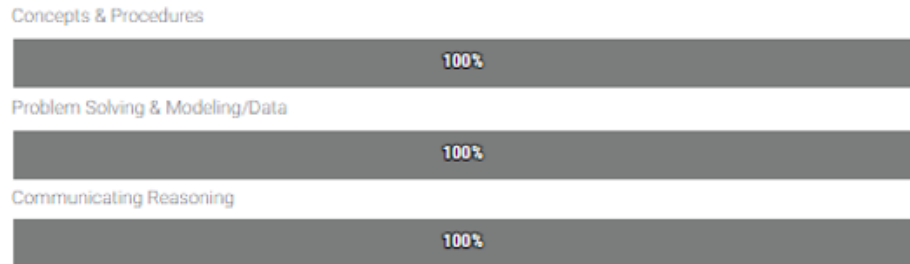 Concepts & Procedures
100%
Problem Solving & Modeling/Data
100%
Communicating Reasoning
100%